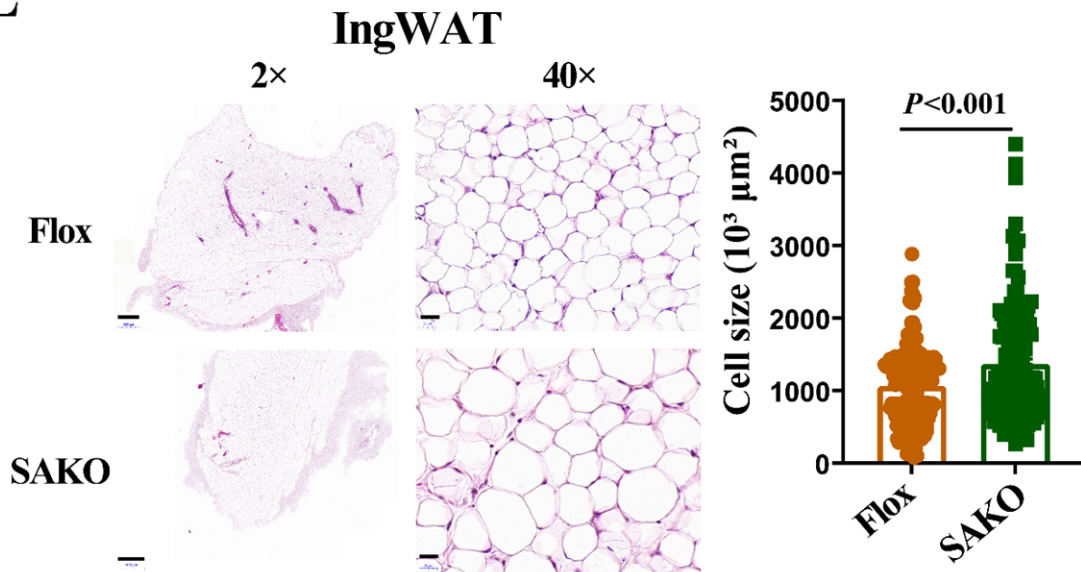 IngWAT
2×
40×
Flox
SAKO
P<0.001
Cell size (10³ µm²)
5000
4000
3000
2000
1000
0
Flox
SAKO